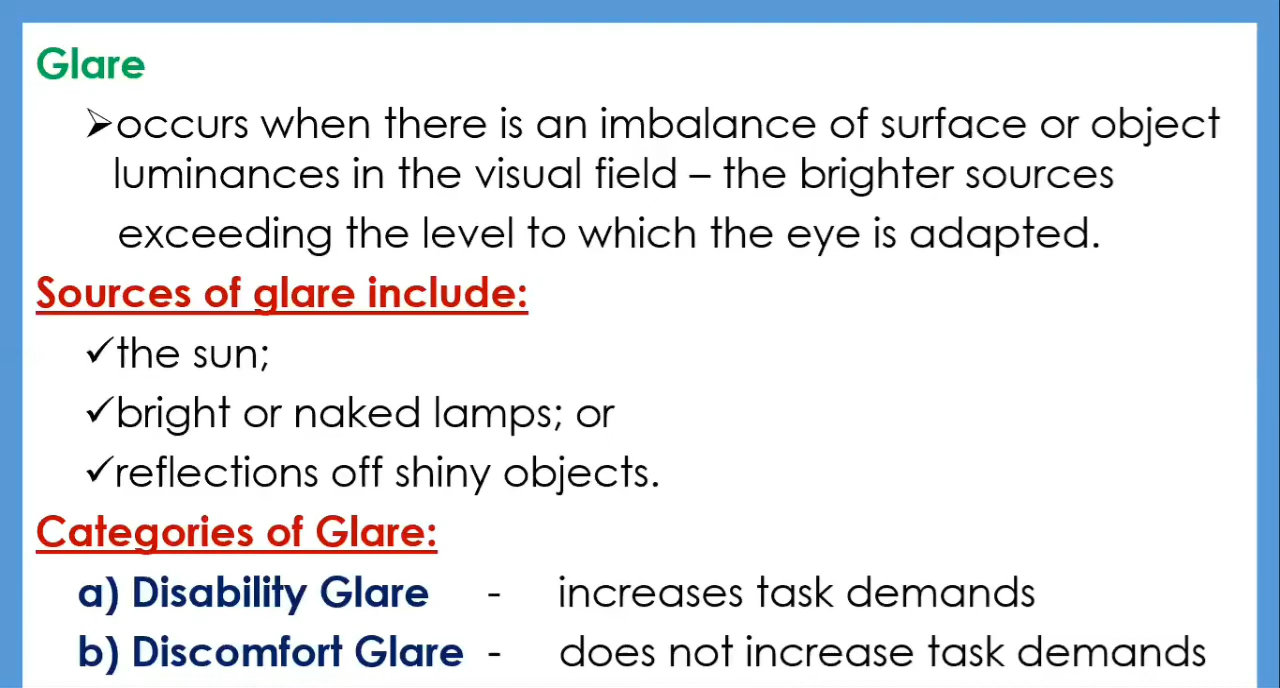 Glare
➢occurs when there is an imbalance of surface or object
luminances in the visual field – the brighter sources
exceeding the level to which the eye is adapted.
Sources of glare include:
✓the sun;
✓bright or naked lamps; or
✓reflections off shiny objects.
Categories of Glare:
a) Disability Glare - increases task demands
b) Discomfort Glare - does not increase task demands